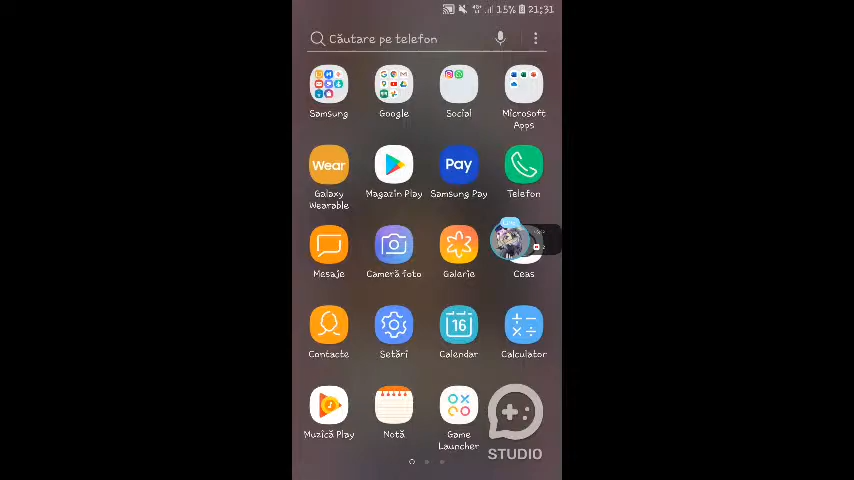 15% 21:31
Căutare pe telefon
Samsung Google Social Microsoft Apps
Wear Pay
Galaxy Wearable Magazin Play Samsung Pay Telefon
Mesaje Cameră foto Galerie Ceas
16
Contacte Setări Calendar Calculator
Muzică Play Notă Game Launcher
STUDIO